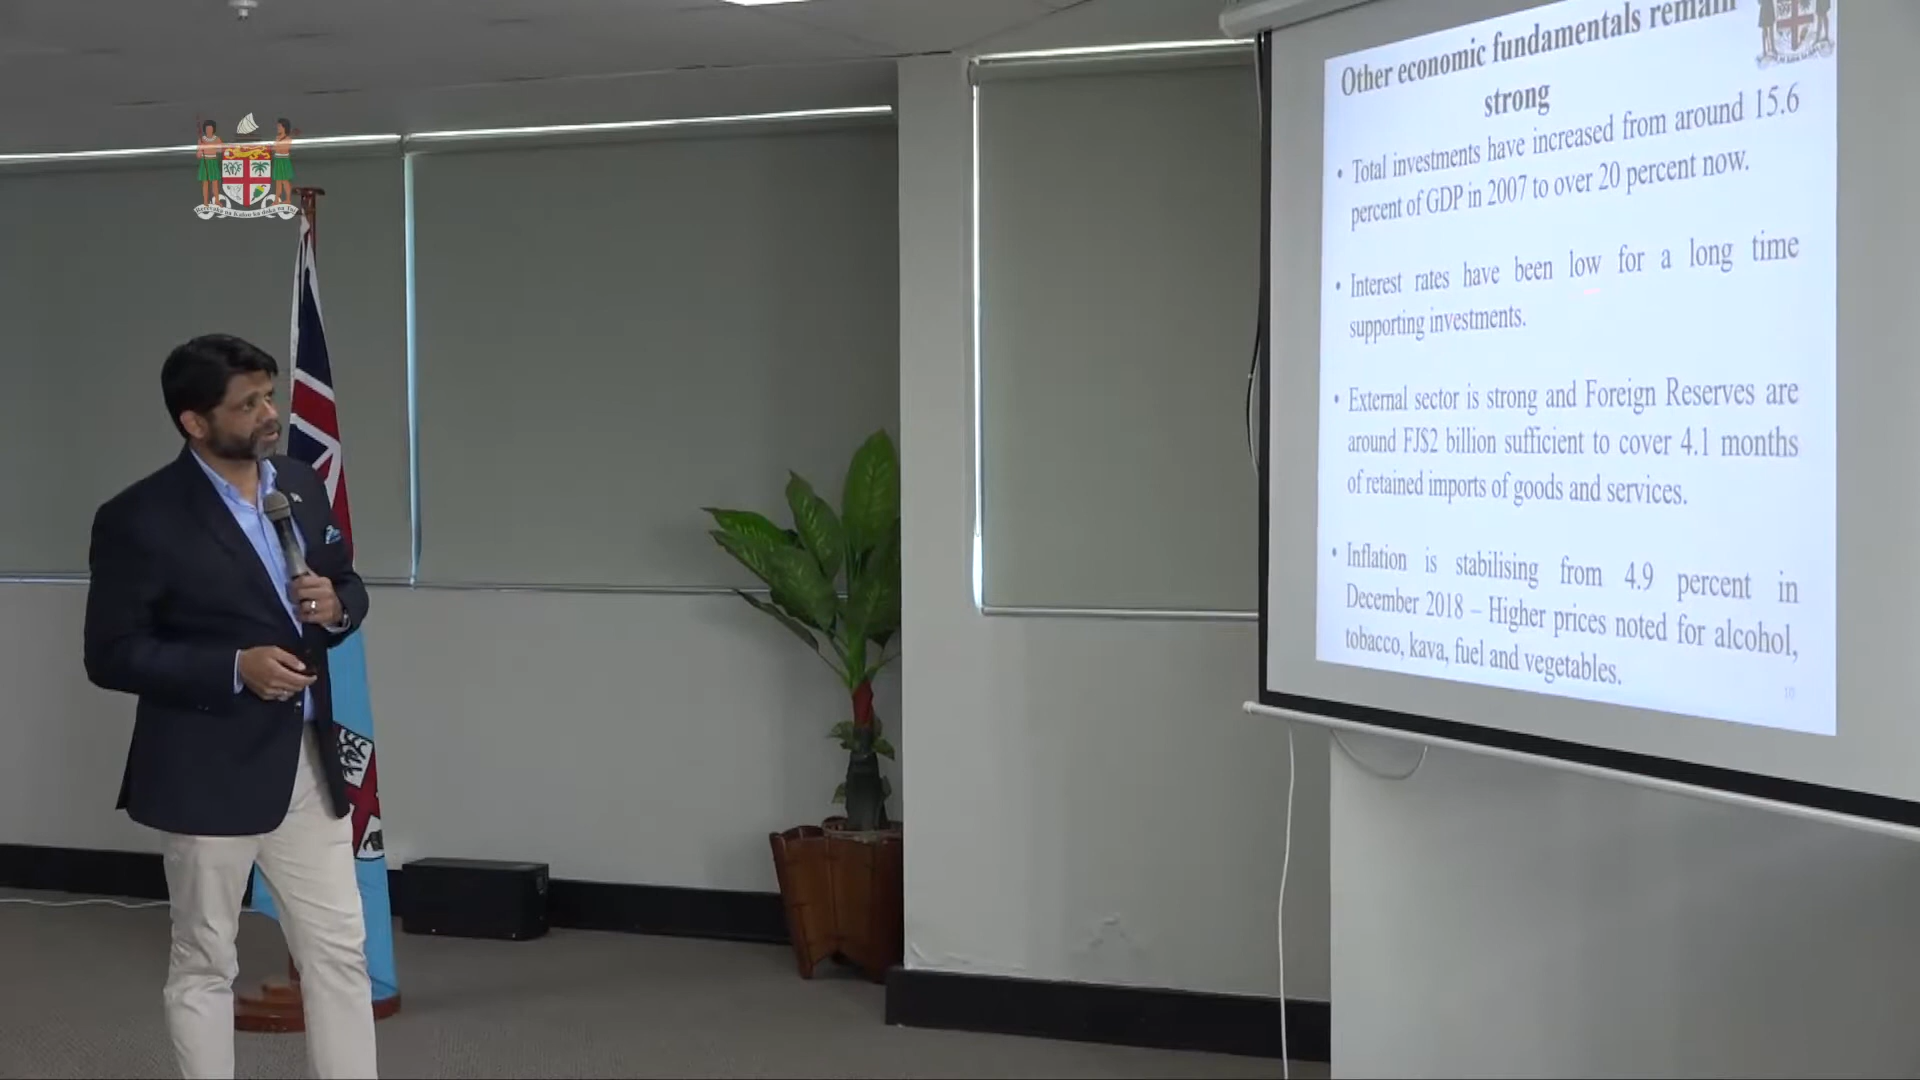 Other economic fundamentals remain
strong
• Total investments have increased from around 15.6
percent of GDP in 2007 to over 20 percent now.
• Interest rates have been low for a long time
supporting investments.
• External sector is strong and Foreign Reserves are
around FJ$2 billion sufficient to cover 4.1 months
of retained imports of goods and services.
• Inflation is stabilising from 4.9 percent in
December 2018 – Higher prices noted for alcohol,
tobacco, kava, fuel and vegetables.
10